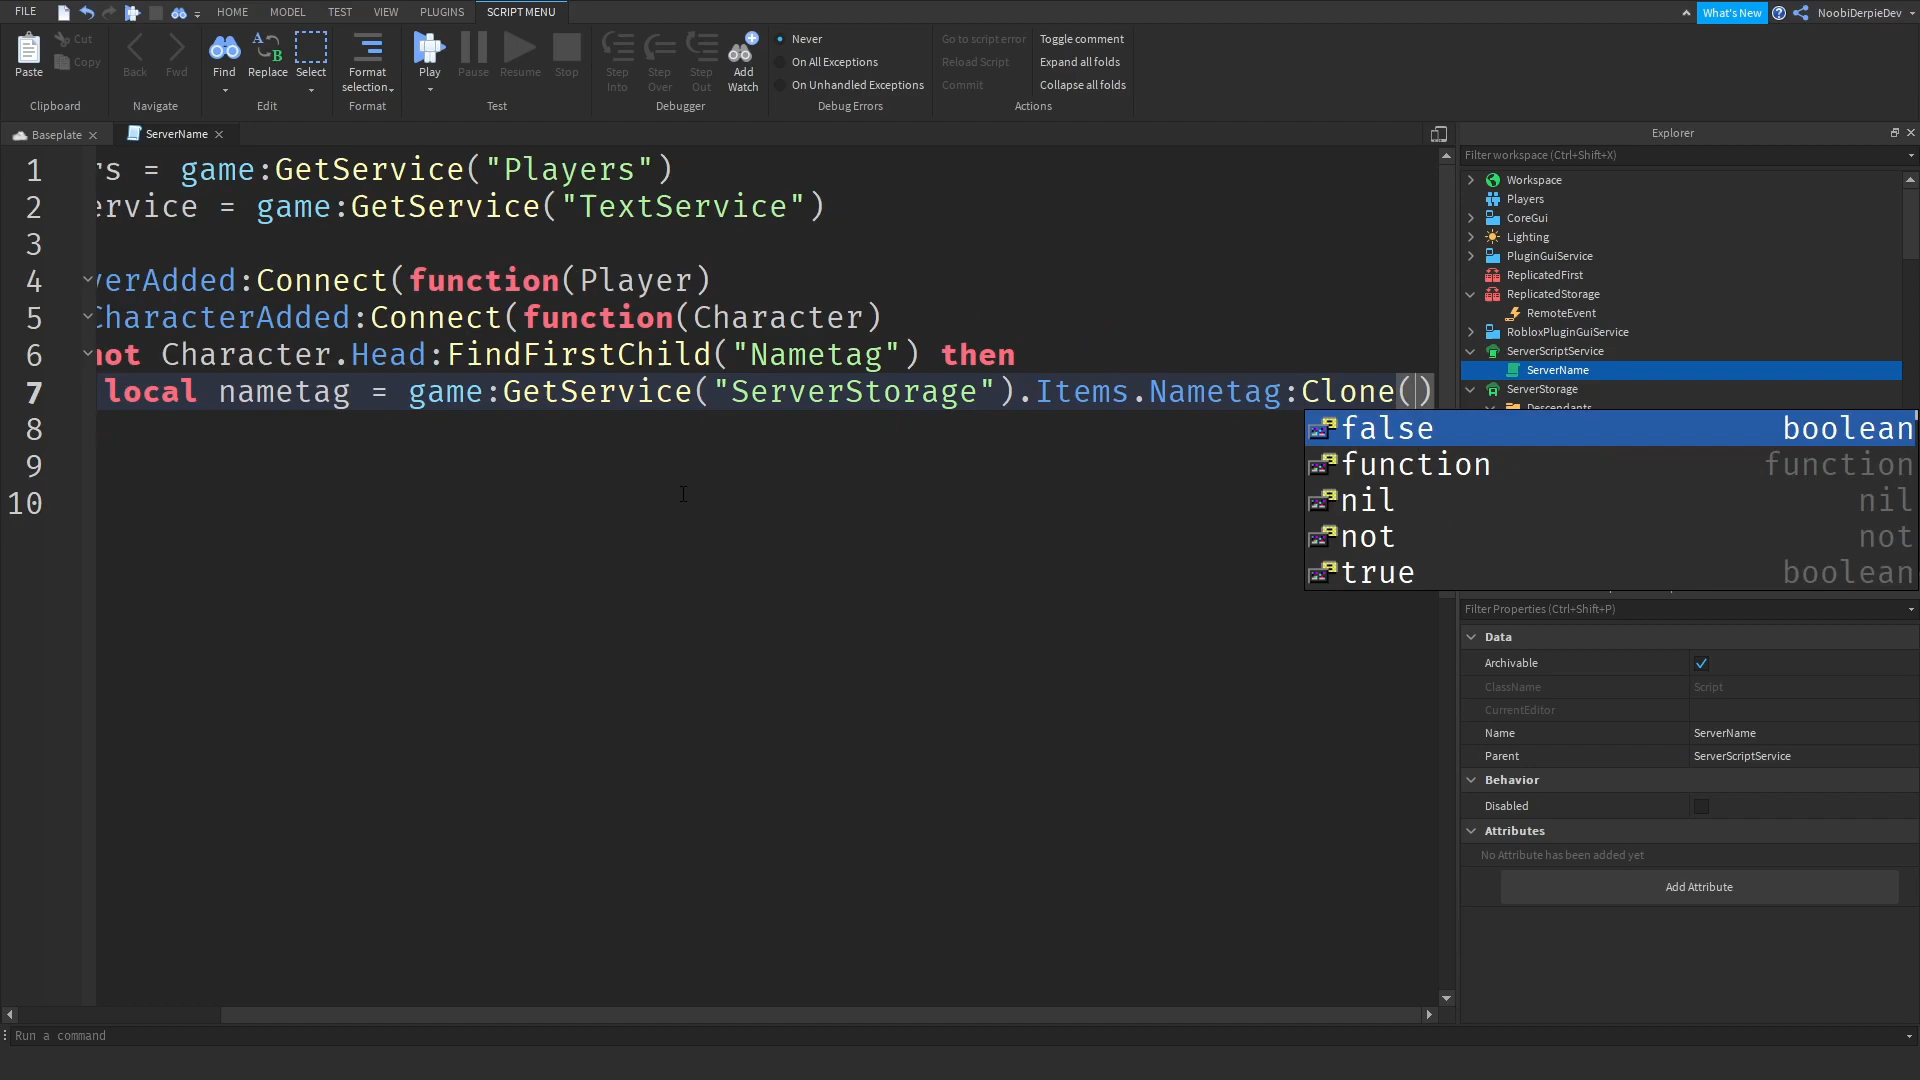 FILE HOME MODEL TEST VIEW PLUGINS SCRIPT MENU What's New NoobiDerpieDev
Paste Cut Copy Back Fwd Find Replace Select Format selection Play Pause Resume Stop Step Into Step Over Step Out Add Watch
Never Go to script error Toggle comment
On All Exceptions Reload Script Expand all folds
On Unhandled Exceptions Commit Collapse all folds
Clipboard Navigate Edit Format Test Debugger Debug Errors Actions
Baseplate ServerName
1 rs = game:GetService("Players")
2 ervice = game:GetService("TextService")
3
4 verAdded:Connect(function(Player)
5 CharacterAdded:Connect(function(Character)
6 not Character.Head:FindFirstChild("Nametag") then
7 local nametag = game:GetService("ServerStorage").Items.Nametag:Clone()
8
9
10
false boolean
function function
nil nil
not not
true boolean
Explorer
Filter workspace (Ctrl+Shift+X)
Workspace
Players
CoreGui
Lighting
PluginGuiService
ReplicatedFirst
ReplicatedStorage
RemoteEvent
RobloxPluginGuiService
ServerScriptService
ServerName
ServerStorage
Descendants
Filter Properties (Ctrl+Shift+P)
Data
Archivable
ClassName Script
CurrentEditor
Name ServerName
Parent ServerScriptService
Behavior
Disabled
Attributes
No Attribute has been added yet
Add Attribute
Run a command